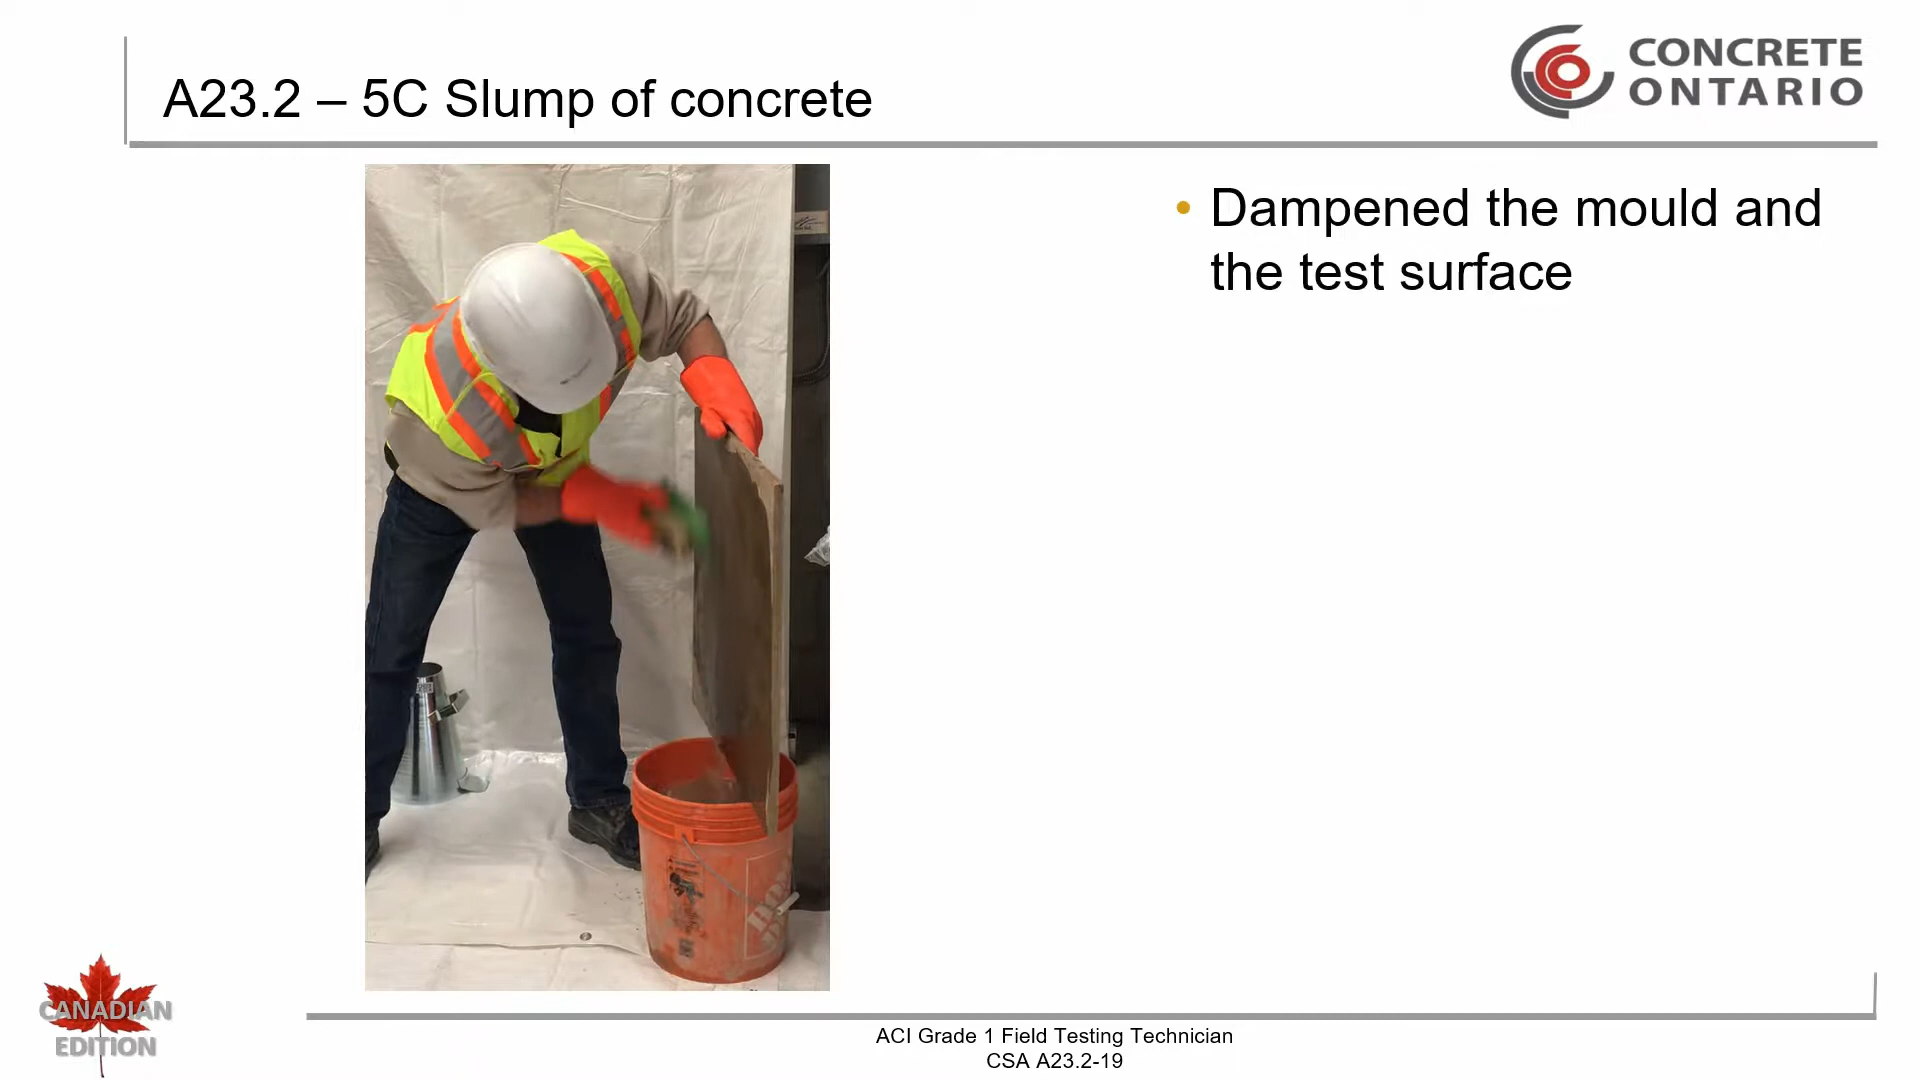 A23.2 – 5C Slump of concrete
CONCRETE
ONTARIO
• Dampened the mould and
the test surface
CANADIAN
EDITION
ACI Grade 1 Field Testing Technician
CSA A23.2-19